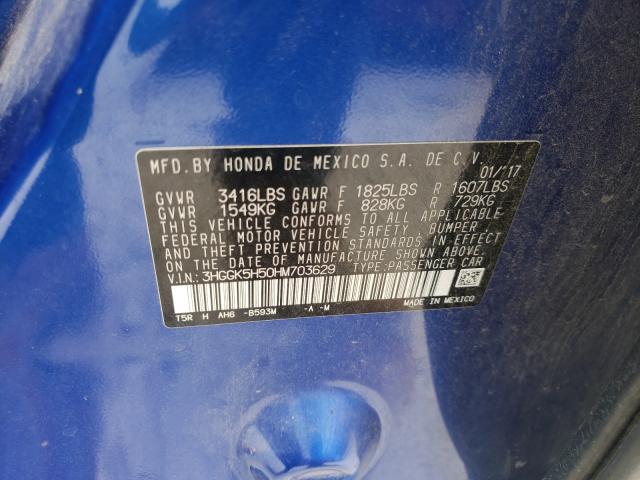 MFD.BY HONDA DE MEXICO S.A. DE C.V.
01/'17
GVWR 3416LBS GAWR F 1825LBS R 1607LBS
GVWR 1549KG GAWR F 828KG R 729KG
THIS VEHICLE CONFORMS TO ALL APPLICABLE
FEDERAL MOTOR VEHICLE SAFETY, BUMPER
AND THEFT PREVENTION STANDARDS IN EFFECT
ON THE DATE OF MANUFACTURE SHOWN ABOVE.
V.I.N.: 3HGGK5H50HM703629 TYPE:PASSENGER CAR
T5R H AH6 -B593M -A -M
MADE IN MEXICO